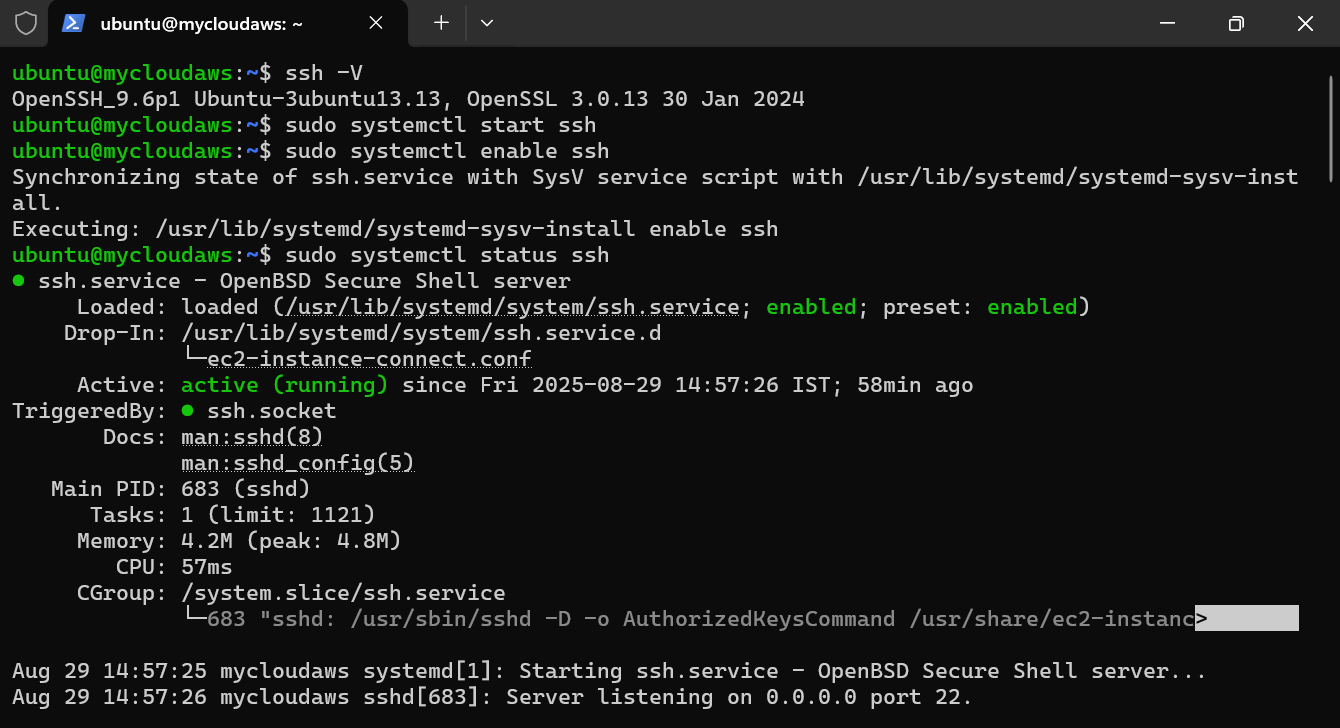 ubuntu@mycloudaws: ~
ubuntu@mycloudaws:~$ ssh -V
OpenSSH_9.6p1 Ubuntu-3ubuntu13.13, OpenSSL 3.0.13 30 Jan 2024
ubuntu@mycloudaws:~$ sudo systemctl start ssh
ubuntu@mycloudaws:~$ sudo systemctl enable ssh
Synchronizing state of ssh.service with SysV service script with /usr/lib/systemd/systemd-sysv-inst
all.
Executing: /usr/lib/systemd/systemd-sysv-install enable ssh
ubuntu@mycloudaws:~$ sudo systemctl status ssh
● ssh.service - OpenBSD Secure Shell server
     Loaded: loaded (/usr/lib/systemd/system/ssh.service; enabled; preset: enabled)
    Drop-In: /usr/lib/systemd/system/ssh.service.d
             └─ec2-instance-connect.conf
     Active: active (running) since Fri 2025-08-29 14:57:26 IST; 58min ago
TriggeredBy: ● ssh.socket
       Docs: man:sshd(8)
             man:sshd_config(5)
   Main PID: 683 (sshd)
      Tasks: 1 (limit: 1121)
     Memory: 4.2M (peak: 4.8M)
        CPU: 57ms
     CGroup: /system.slice/ssh.service
             └─683 "sshd: /usr/sbin/sshd -D -o AuthorizedKeysCommand /usr/share/ec2-instanc>
Aug 29 14:57:25 mycloudaws systemd[1]: Starting ssh.service - OpenBSD Secure Shell server...
Aug 29 14:57:26 mycloudaws sshd[683]: Server listening on 0.0.0.0 port 22.